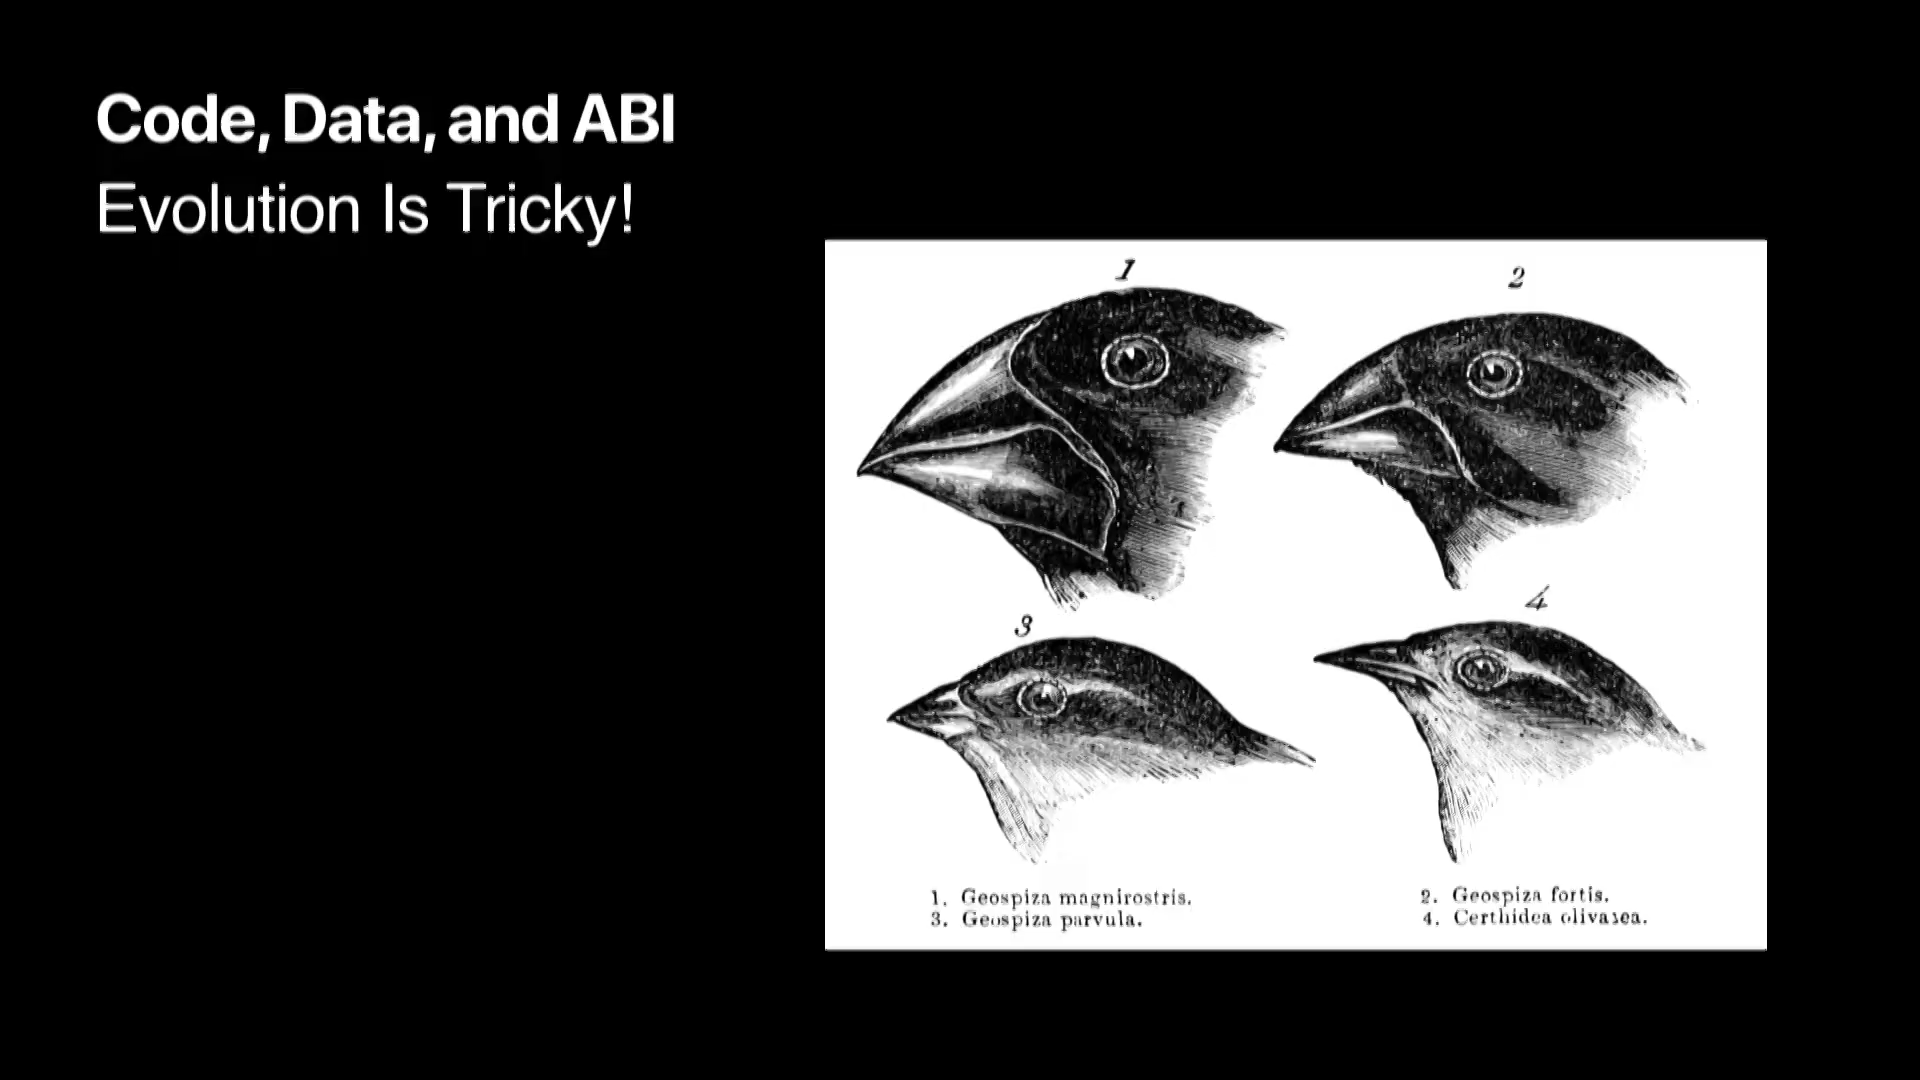 Code, Data, and ABI
Evolution Is Tricky!
1
2
3
4
1. Geospiza magnirostris.
2. Geospiza fortis.
3. Geospiza parvula.
4. Certhidea olivasea.